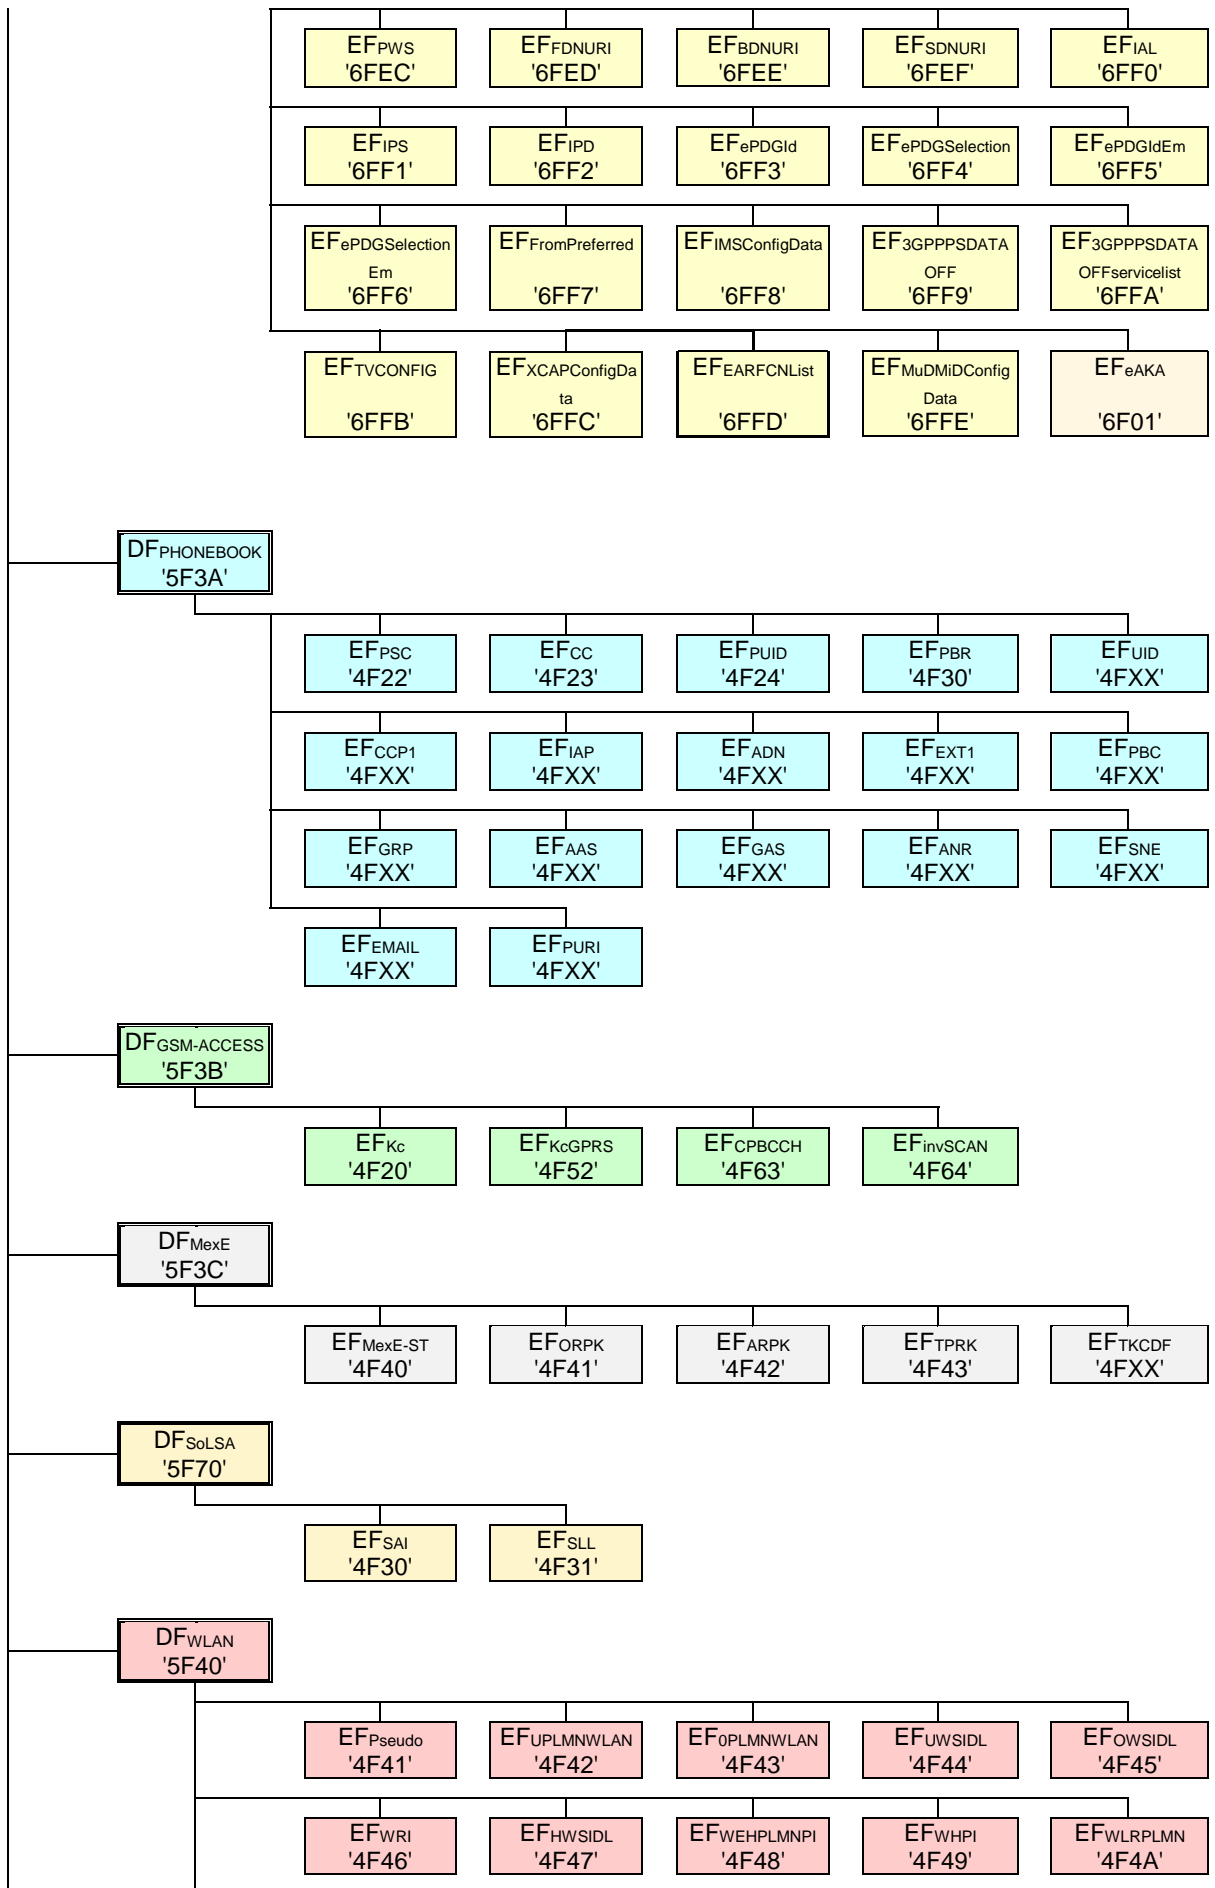 EFPWS EFFDNURI EFBDNURI EFSDNURI EFIAL
'6FEC' '6FED' '6FEE' '6FEF' '6FF0'
EFIPS EFIPD EFePDGId EFePDGSelection EFePDGIdEm
'6FF1' '6FF2' '6FF3' '6FF4' '6FF5'
EFePDGSelection EFFromPreferred EFIMSConfigData EF3GPPPSDATA EF3GPPPSDATA
Em OFF OFFservicelist
'6FF6' '6FF7' '6FF8' '6FF9' '6FFA'
EFTVCONFIG EFXCAPConfigDa EFEARFCNList EFMuDMiDConfig EFeAKA
ta Data
'6FFB' '6FFC' '6FFD' '6FFE' '6F01'
DFPHONEBOOK
'5F3A'
EFPSC EFCC EFPUID EFPBR EFUID
'4F22' '4F23' '4F24' '4F30' '4FXX'
EFCCP1 EFIAP EFADN EFEXT1 EFPBC
'4FXX' '4FXX' '4FXX' '4FXX' '4FXX'
EFGRP EFAAS EFGAS EFANR EFSNE
'4FXX' '4FXX' '4FXX' '4FXX' '4FXX'
EFEMAIL EFPURI
'4FXX' '4FXX'
DFGSM-ACCESS
'5F3B'
EFKc EFKcGPRS EFCPBCCH EFinvSCAN
'4F20' '4F52' '4F63' '4F64'
DFMexE
'5F3C'
EFMexE-ST EFORPK EFARPK EFTPRK EFTKCDF
'4F40' '4F41' '4F42' '4F43' '4FXX'
DFSoLSA
'5F70'
EFSAI EFSLL
'4F30' '4F31'
DFWLAN
'5F40'
EFPseudo EFUPLMNWLAN EF0PLMNWLAN EFUWSIDL EFOWSIDL
'4F41' '4F42' '4F43' '4F44' '4F45'
EFWRI EFHWSIDL EFWEHPLMNPI EFWHPI EFWLRPLMN
'4F46' '4F47' '4F48' '4F49' '4F4A'